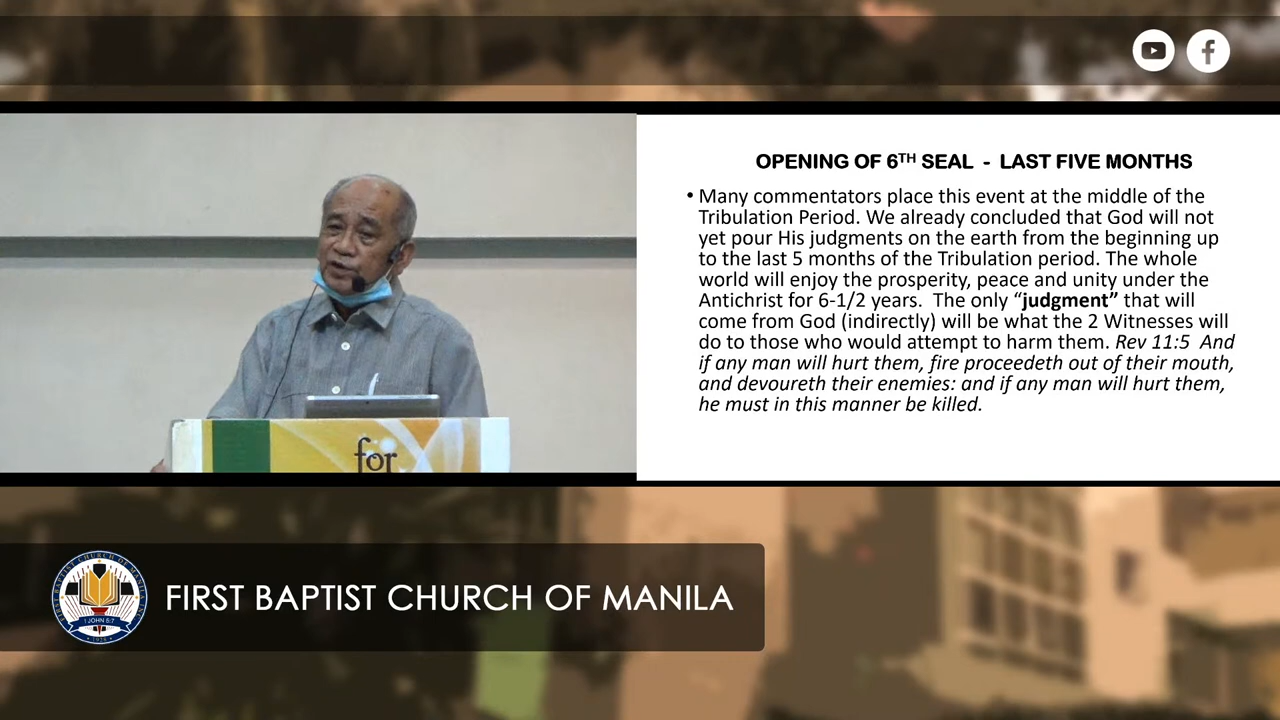 OPENING OF 6TH SEAL - LAST FIVE MONTHS
• Many commentators place this event at the middle of the
Tribulation Period. We already concluded that God will not
yet pour His judgments on the earth from the beginning up
to the last 5 months of the Tribulation period. The whole
world will enjoy the prosperity, peace and unity under the
Antichrist for 6-1/2 years. The only “judgment” that will
come from God (indirectly) will be what the 2 Witnesses will
do to those who would attempt to harm them. Rev 11:5 And
if any man will hurt them, fire proceedeth out of their mouth,
and devoureth their enemies: and if any man will hurt them,
he must in this manner be killed.
for
FIRST BAPTIST CHURCH OF MANILA
I JOHN 5:7